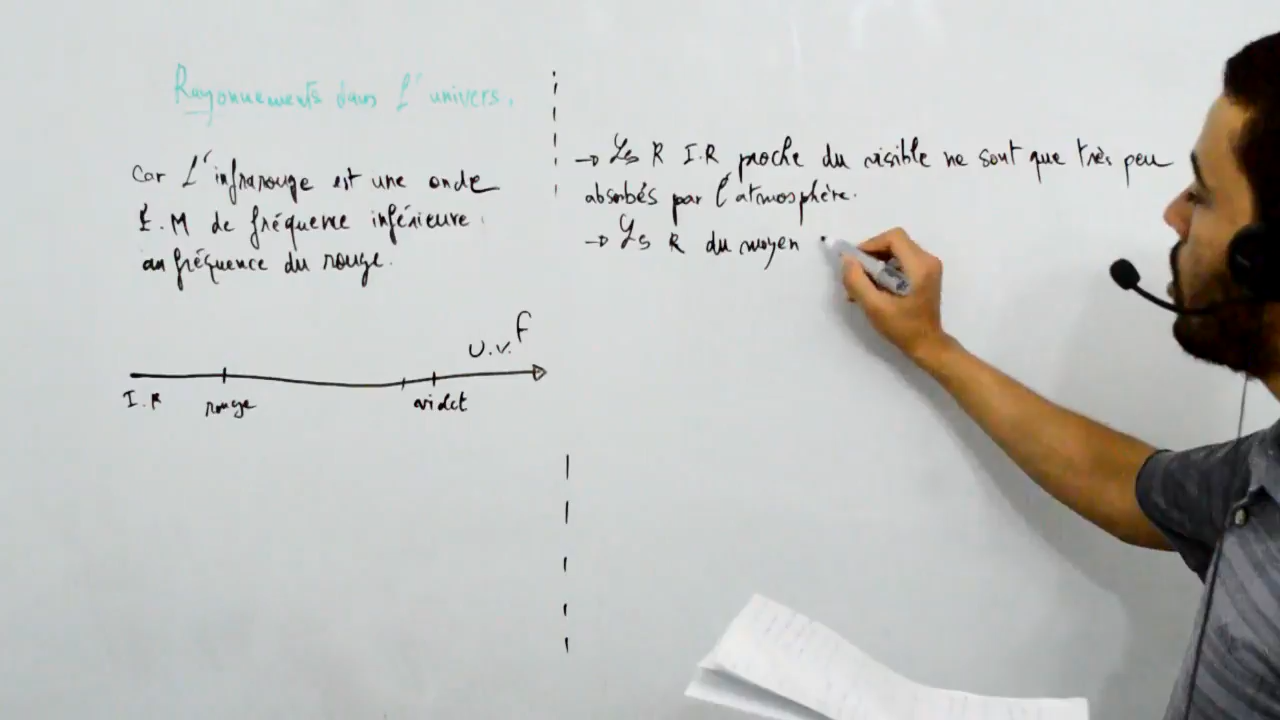 Rayonnements dans l'univers.
Car l'infrarouge est une onde
E.M de fréquence inférieure
au fréquence du rouge.
F
U.V.
I.R rouge violet
→ Les R I.R proche du visible ne sont que très peu
absorbés par l'atmosphère.
→ Les R du moyen